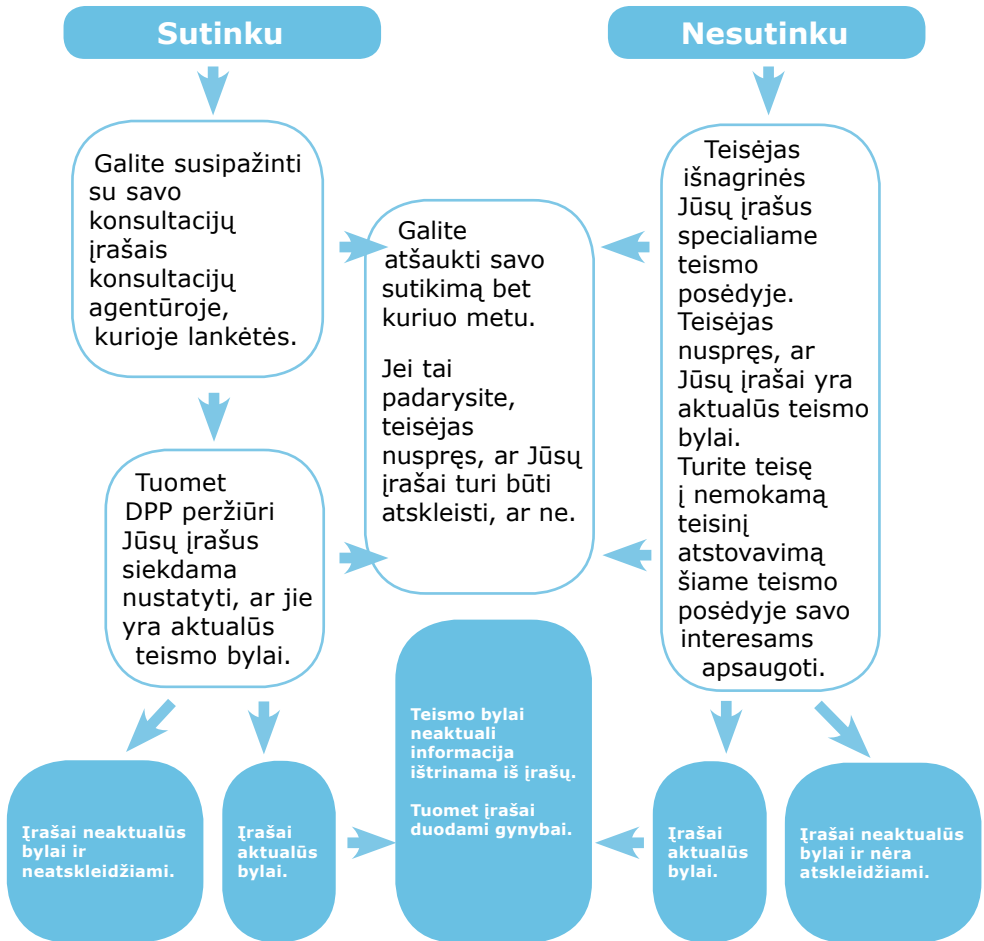 Sutinku
Nesutinku
Galite susipažinti
su savo
konsultacijų
įrašais
konsultacijų
agentūroje,
kurioje lankėtės.
Tuomet
DPP peržiūri
Jūsų įrašus
siekdama
nustatyti, ar jie
yra aktualūs
teismo bylai.
Galite
atšaukti savo
sutikimą bet
kuriuo metu.
Jei tai
padarysite,
teisėjas
nuspręs, ar Jūsų
įrašai turi būti
atskleisti, ar ne.
Teisėjas
išnagrinės
Jūsų įrašus
specialiame
teismo
posėdyje.
Teisėjas
nuspręs, ar
Jūsų įrašai yra
aktualūs teismo
bylai.
Turite teisę
į nemokamą
teisinį
atstovavimą
šiame teismo
posėdyje savo
interesams
apsaugoti.
Įrašai neaktualūs
bylai ir
neatskleidžiami.
Įrašai
aktualūs
bylai.
Teismo bylai
neaktuali
informacija
ištrinama iš įrašų.
Tuomet įrašai
duodami gynybai.
Įrašai
aktualūs
bylai.
Įrašai neaktualūs
bylai ir nėra
atskleidžiami.